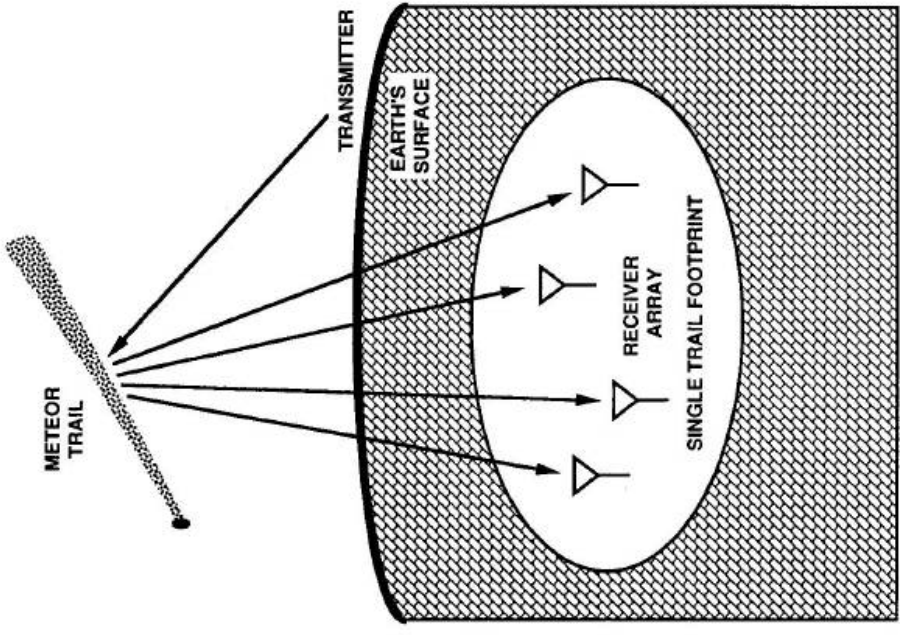 METEOR
TRAIL
TRANSMITTER
EARTH'S
SURFACE
RECEIVER
ARRAY
SINGLE TRAIL FOOTPRINT